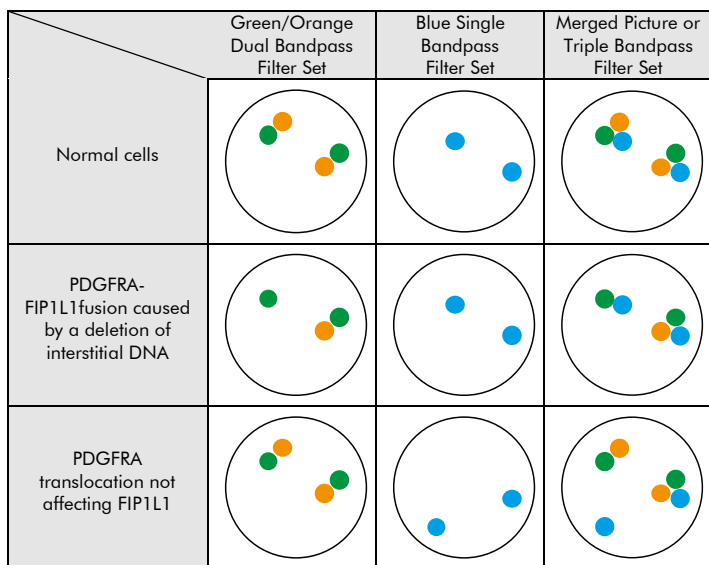 Green/Orange
Dual Bandpass
Filter Set
Blue Single
Bandpass
Filter Set
Merged Picture or
Triple Bandpass
Filter Set
Normal cells
PDGFRA-
FIP1L1fusion caused
by a deletion of
interstitial DNA
PDGFRA
translocation not
affecting FIP1L1